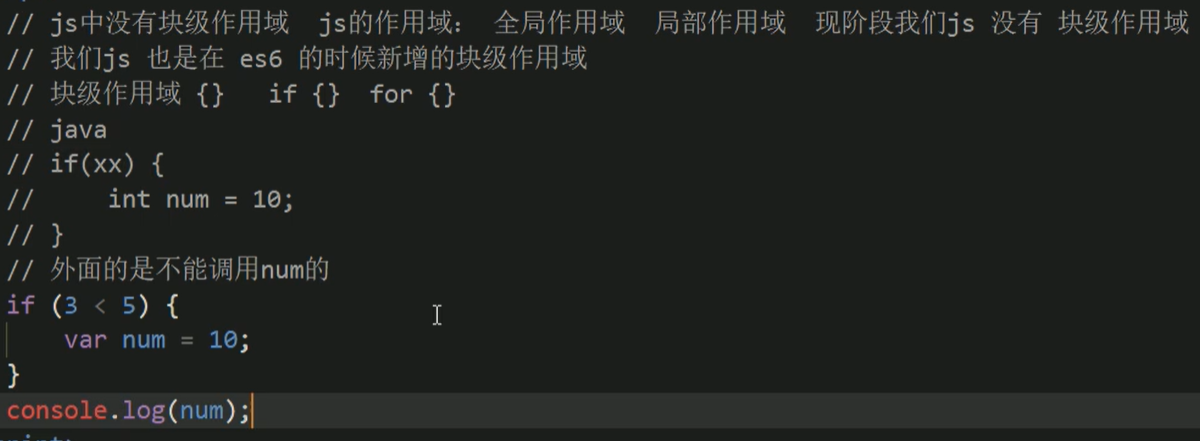 // js中没有块级作用域  js的作用域： 全局作用域  局部作用域  现阶段我们js 没有 块级作用域
// 我们js 也是在 es6 的时候新增的块级作用域
// 块级作用域 {}   if {}  for {}
// java
// if(xx) {
//     int num = 10;
// }
// 外面的是不能调用num的
if (3 < 5) {
    var num = 10;
}
console.log(num);